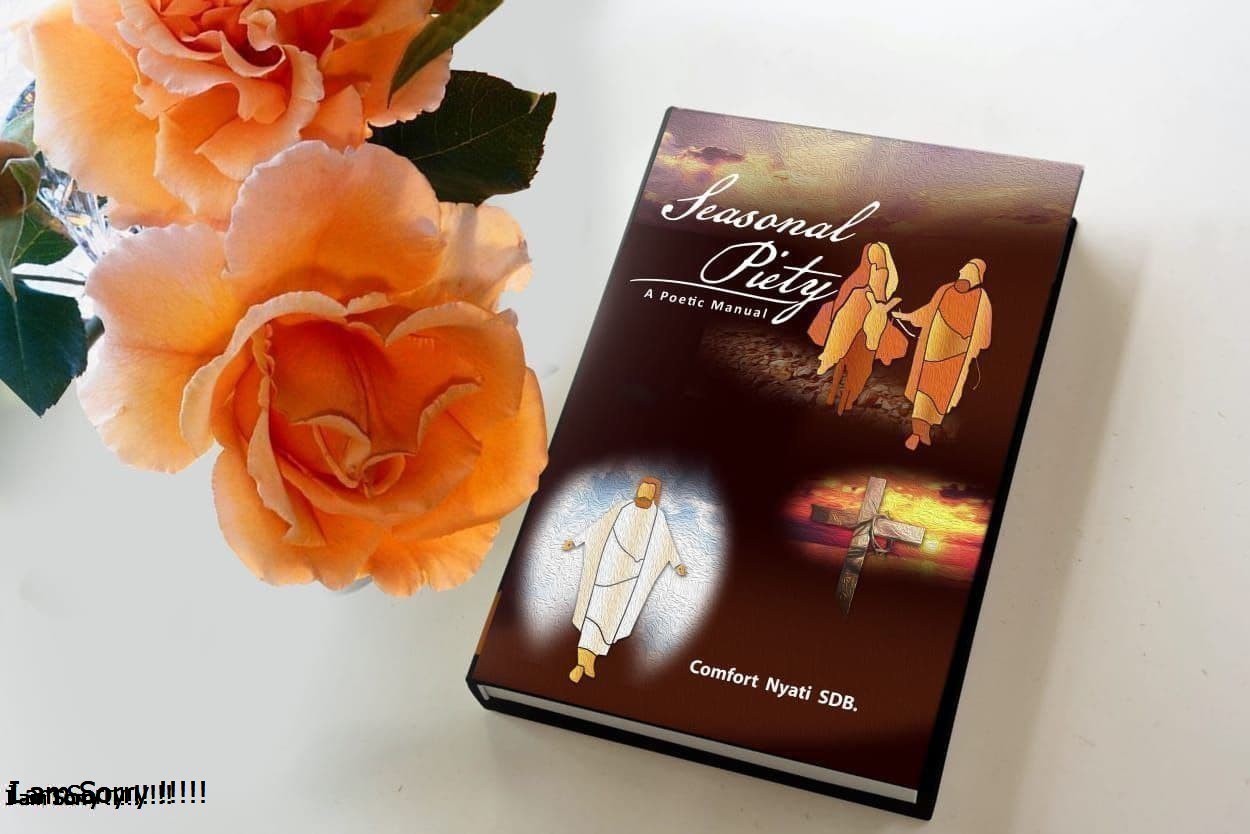 Seasonal
Piety
A Poetic Manual
Comfort Nyati SDB.
I am Sorry !!!!!